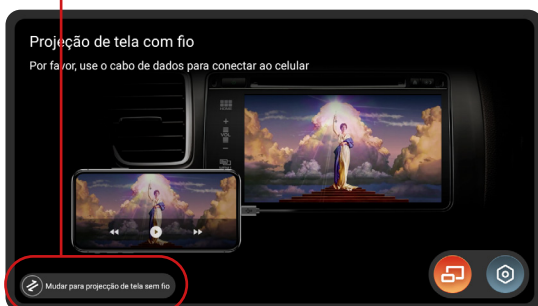 Projeção de tela com fio
Por favor, use o cabo de dados para conectar ao celular
VOL
Mudar para projecção de tela sem fio